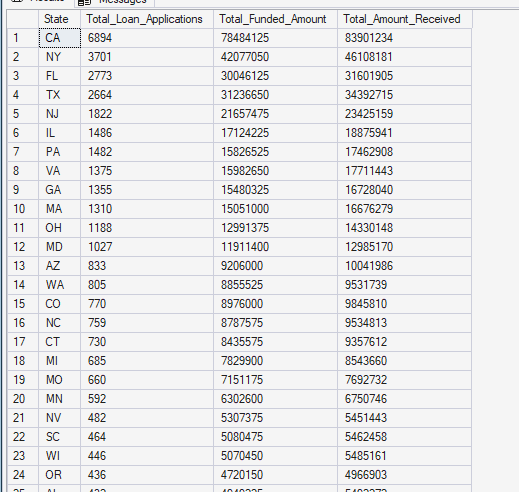 Messages
State Total_Loan_Applications Total_Funded_Amount Total_Amount_Received
1 CA 6894 78484125 83901234
2 NY 3701 42077050 46108181
3 FL 2773 30046125 31601905
4 TX 2664 31236650 34392715
5 NJ 1822 21657475 23425159
6 IL 1486 17124225 18875941
7 PA 1482 15826525 17462908
8 VA 1375 15982650 17711443
9 GA 1355 15480325 16728040
10 MA 1310 15051000 16676279
11 OH 1188 12991375 14330148
12 MD 1027 11911400 12985170
13 AZ 833 9206000 10041986
14 WA 805 8855525 9531739
15 CO 770 8976000 9845810
16 NC 759 8787575 9534813
17 CT 730 8435575 9357612
18 MI 685 7829900 8543660
19 MO 660 7151175 7692732
20 MN 592 6302600 6750746
21 NV 482 5307375 5451443
22 SC 464 5080475 5462458
23 WI 446 5070450 5485161
24 OR 436 4720150 4966903